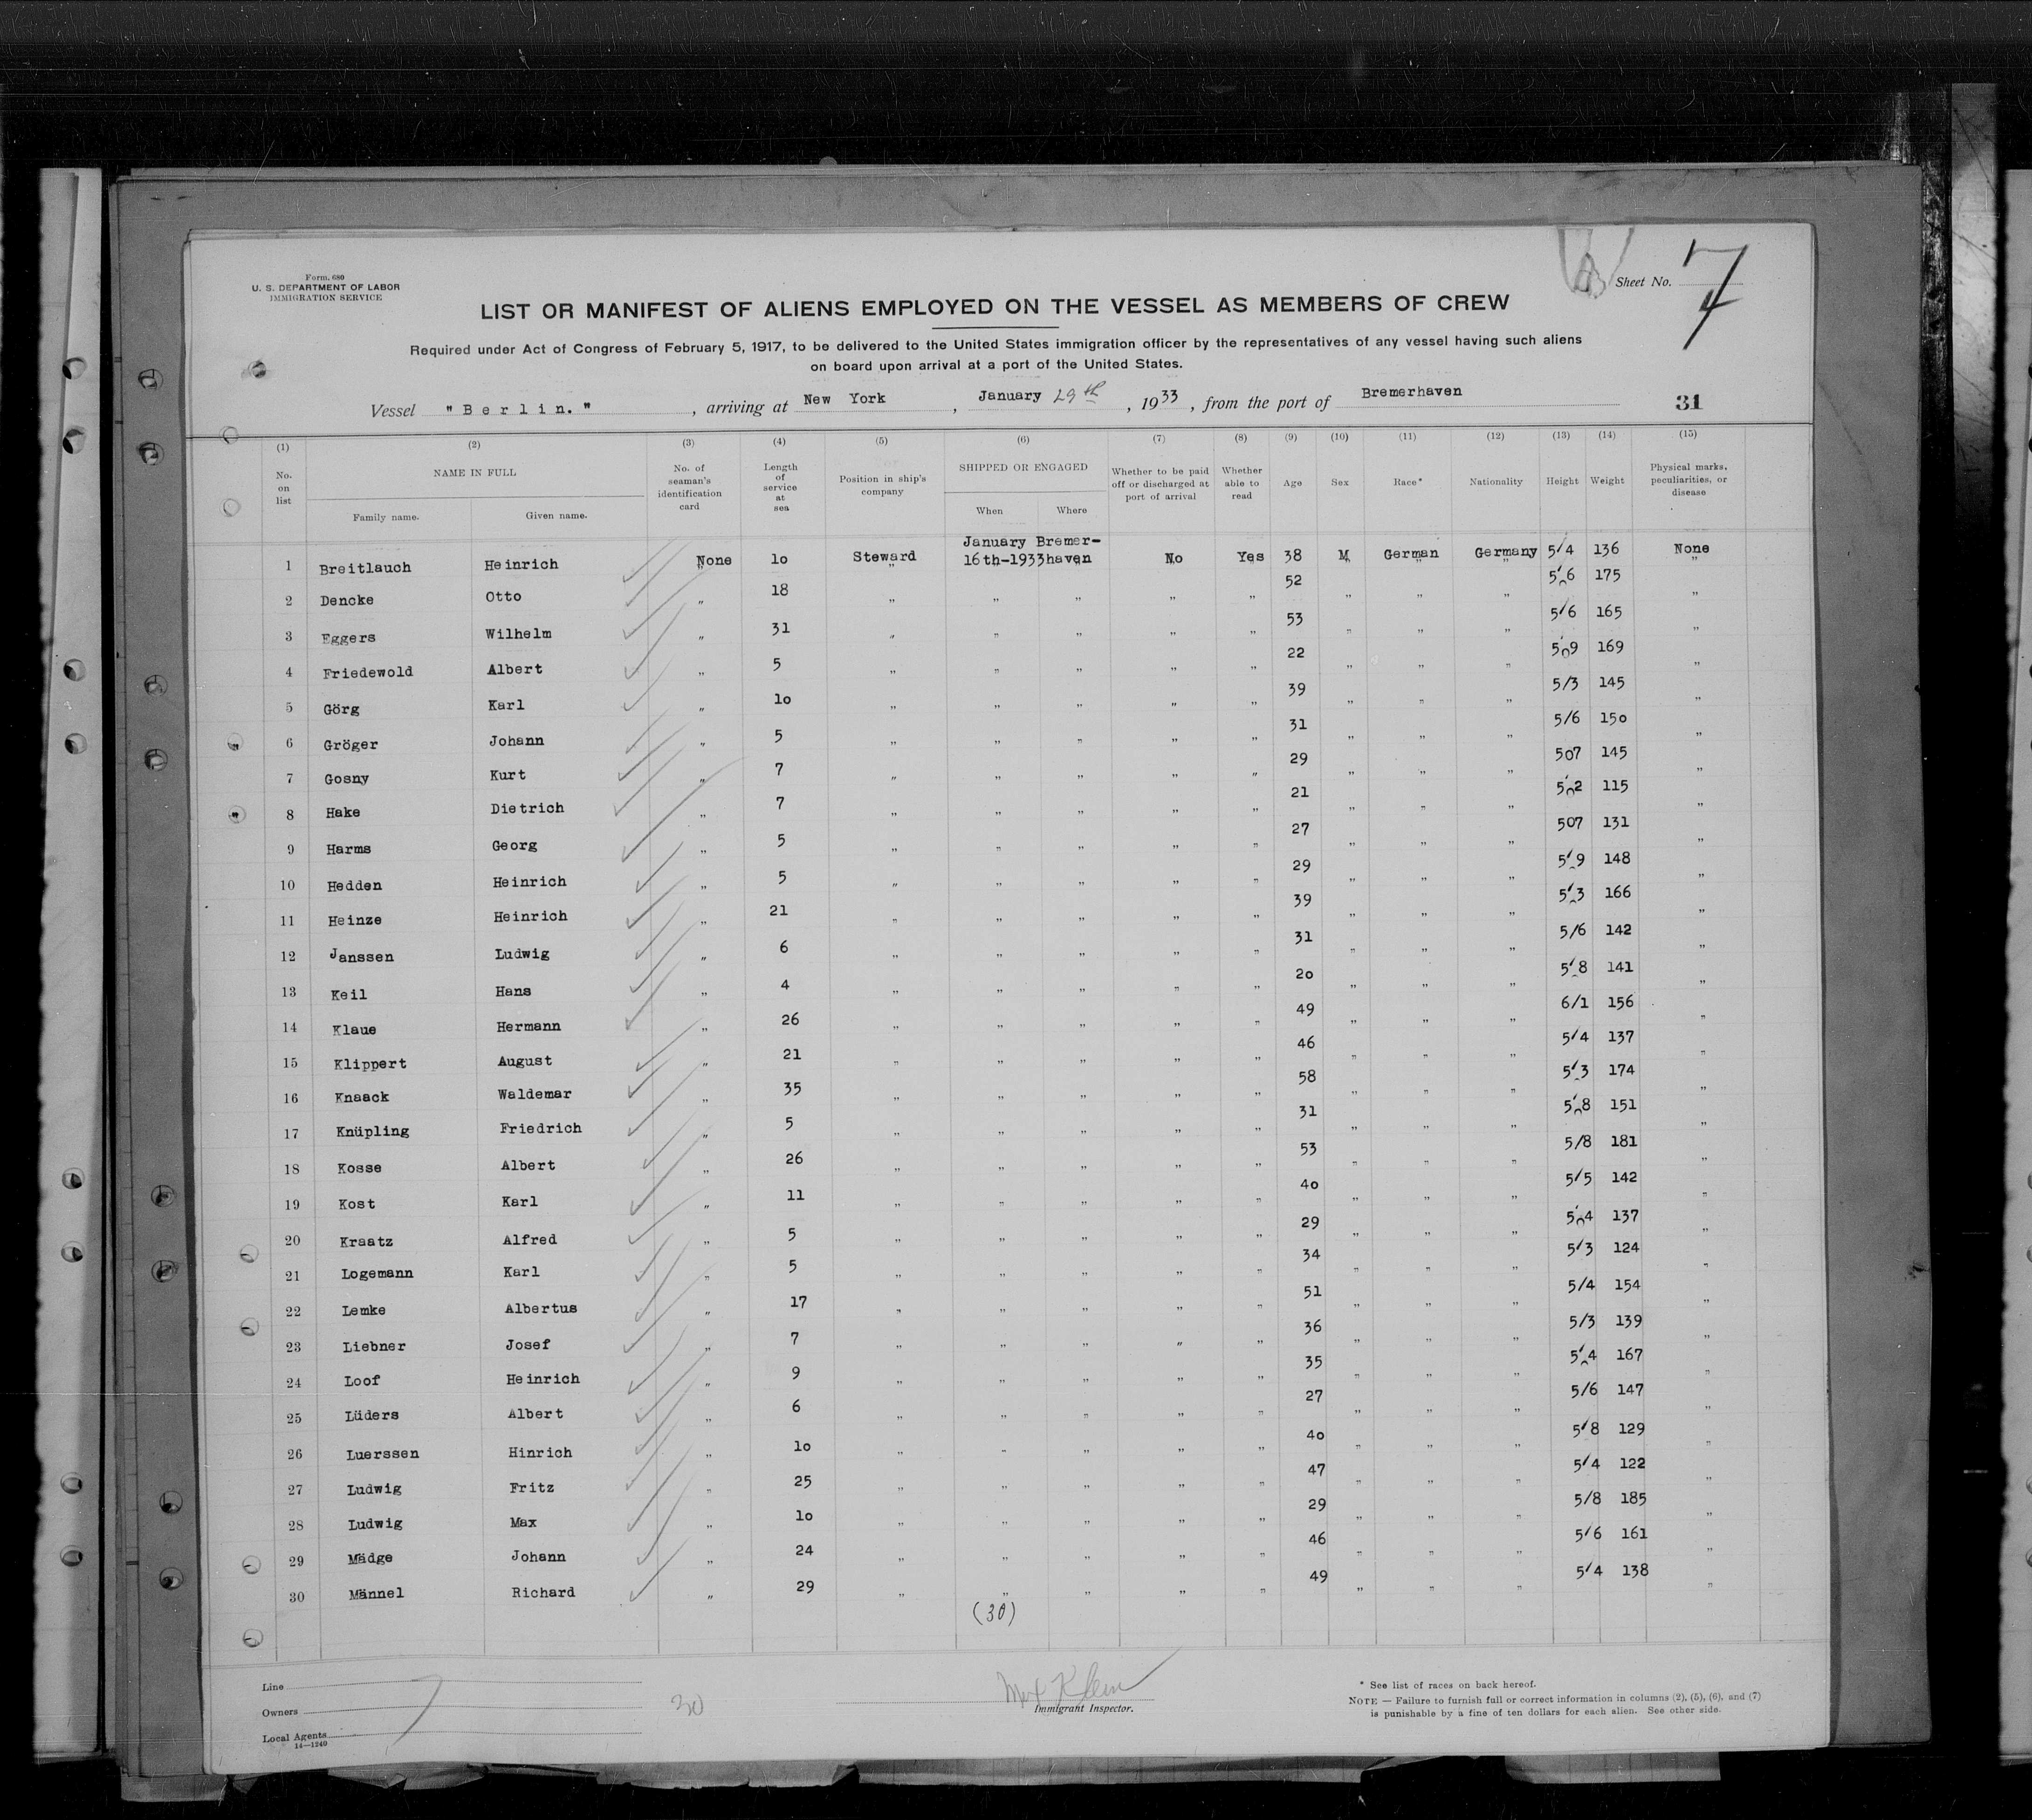 Form 680
U. S. DEPARTMENT OF LABOR
IMMIGRATION SERVICE
Sheet No. 7
LIST OR MANIFEST OF ALIENS EMPLOYED ON THE VESSEL AS MEMBERS OF CREW
Required under Act of Congress of February 5, 1917, to be delivered to the United States immigration officer by the representatives of any vessel having such aliens
on board upon arrival at a port of the United States.
Vessel "Berlin.", arriving at New York, January 29th, 1933, from the port of Bremerhaven 31
(1) (2) (3) (4) (5) (6) (7) (8) (9) (10) (11) (12) (13) (14) (15)
No. on list NAME IN FULL Family name. Given name. No. of seaman's identification card Length of service at sea Position in ship's company SHIPPED OR ENGAGED When Where Whether to be paid off or discharged at port of arrival Whether able to read Age Sex Race* Nationality Height Weight Physical marks, peculiarities, or disease
1 Breitlauch Heinrich None 10 Steward January 16th-1933 Bremerhaven No Yes 38 M German Germany 5/4 136 None
2 Dencke Otto " 18 " " " " " 52 " " " 5/6 175 "
3 Eggers Wilhelm " 31 " " " " " 53 " " " 5/6 165 "
4 Friedewold Albert " 5 " " " " " 22 " " " 5/9 169 "
5 Görg Karl " 10 " " " " " 39 " " " 5/3 145 "
6 Gröger Johann " 5 " " " " " 31 " " " 5/6 150 "
7 Gosny Kurt " 7 " " " " " 29 " " " 507 145 "
8 Hake Dietrich " 7 " " " " " 21 " " " 5/2 115 "
9 Harms Georg " 5 " " " " " 27 " " " 507 131 "
10 Hedden Heinrich " 5 " " " " " 29 " " " 5/9 148 "
11 Heinze Heinrich " 21 " " " " " 39 " " " 5/3 166 "
12 Janssen Ludwig " 6 " " " " " 31 " " " 5/6 142 "
13 Keil Hans " 4 " " " " " 20 " " " 5/8 141 "
14 Klaue Hermann " 26 " " " " " 49 " " " 6/1 156 "
15 Klippert August " 21 " " " " " 46 " " " 5/4 137 "
16 Knaack Waldemar " 35 " " " " " 58 " " " 5/3 174 "
17 Knüpling Friedrich " 5 " " " " " 31 " " " 5/8 151 "
18 Kosse Albert " 26 " " " " " 53 " " " 5/8 181 "
19 Kost Karl " 11 " " " " " 40 " " " 5/5 142 "
20 Kraatz Alfred " 5 " " " " " 29 " " " 5/4 137 "
21 Logemann Karl " 5 " " " " " 34 " " " 5/3 124 "
22 Lemke Albertus " 17 " " " " " 51 " " " 5/4 154 "
23 Liebner Josef " 7 " " " " " 36 " " " 5/3 139 "
24 Loof Heinrich " 9 " " " " " 35 " " " 5/4 167 "
25 Lüders Albert " 6 " " " " " 27 " " " 5/6 147 "
26 Luerssen Hinrich " 10 " " " " " 40 " " " 5/8 129 "
27 Ludwig Fritz " 25 " " " " " 47 " " " 5/4 122 "
28 Ludwig Max " 10 " " " " " 29 " " " 5/8 185 "
29 Mädge Johann " 24 " " " " " 46 " " " 5/6 161 "
30 Männel Richard " 29 " " " " " 49 " " " 5/4 138 "
(30)
Line
Owners
Local Agents
14—1240
7
30
Max Klein
Immigrant Inspector.
* See list of races on back hereof.
NOTE — Failure to furnish full or correct information in columns (2), (5), (6), and (7)
is punishable by a fine of ten dollars for each alien. See other side.